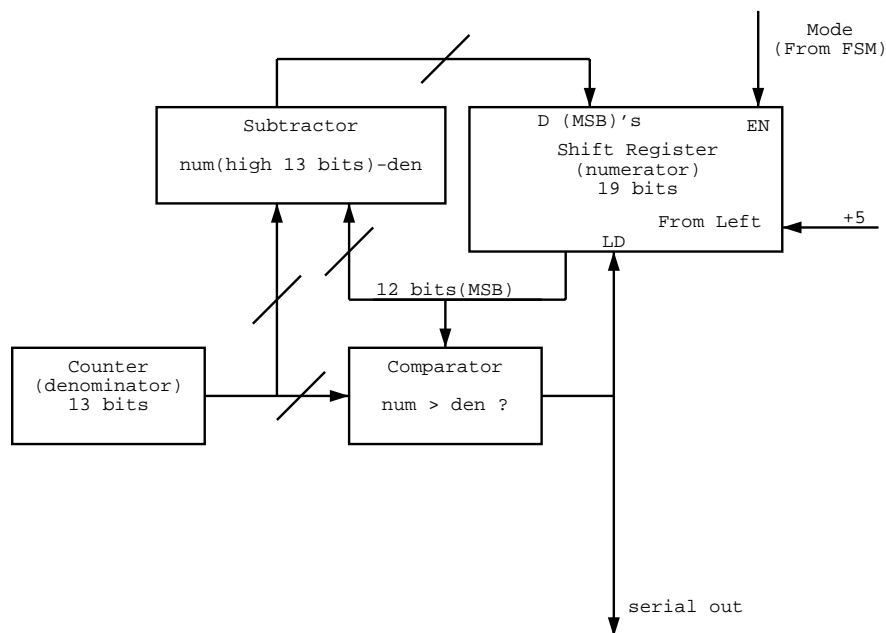 Mode
(From FSM)
Subtractor
num(high 13 bits)-den
D (MSB)'s
EN
Shift Register
(numerator)
19 bits
From Left
+5
LD
12 bits(MSB)
Counter
(denominator)
13 bits
Comparator
num > den ?
serial out